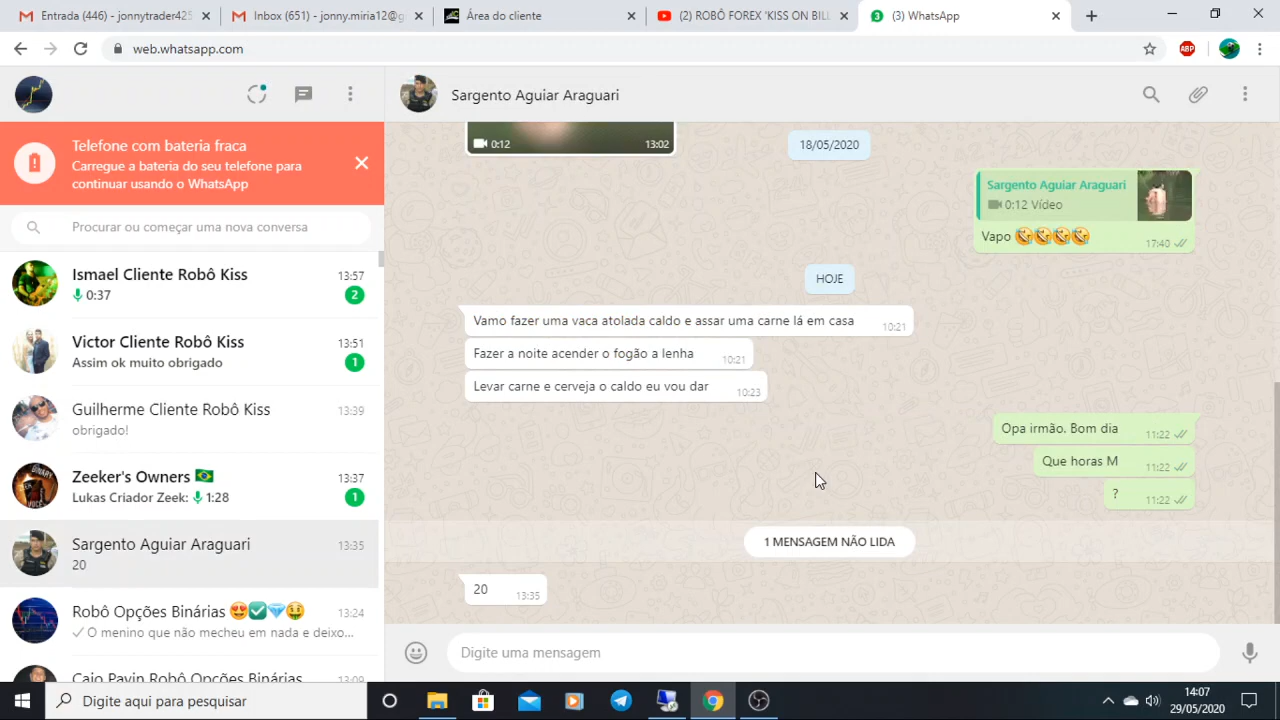 Entrada (446) - jonnytrader425
Inbox (651) - jonny.miria12@g
Área do cliente
(2) ROBÔ FOREX 'KISS ON BILL
(3) WhatsApp
web.whatsapp.com
ABP
Sargento Aguiar Araguari
Telefone com bateria fraca
Carregue a bateria do seu telefone para
continuar usando o WhatsApp
Procurar ou começar uma nova conversa
Ismael Cliente Robô Kiss 13:57
0:37 2
Victor Cliente Robô Kiss 13:51
Assim ok muito obrigado 1
Guilherme Cliente Robô Kiss 13:39
obrigado!
Zeeker's Owners 🇧🇷 13:37
Lukas Criador Zeek: 1:28 1
Sargento Aguiar Araguari 13:35
20
Robô Opções Binárias 😍✅💎🤑 13:24
✓ O menino que não mecheu em nada e deixo...
Caio Pavin Robô Opções Binárias 13:09
0:12 13:02
18/05/2020
Sargento Aguiar Araguari
0:12 Vídeo
Vapo 🤣🤣🤣🤣 17:40
HOJE
Vamo fazer uma vaca atolada caldo e assar uma carne lá em casa 10:21
Fazer a noite acender o fogão a lenha 10:21
Levar carne e cerveja o caldo eu vou dar 10:23
Opa irmão. Bom dia 11:22
Que horas M 11:22
? 11:22
1 MENSAGEM NÃO LIDA
20 13:35
Digite uma mensagem
Digite aqui para pesquisar
14:07
29/05/2020